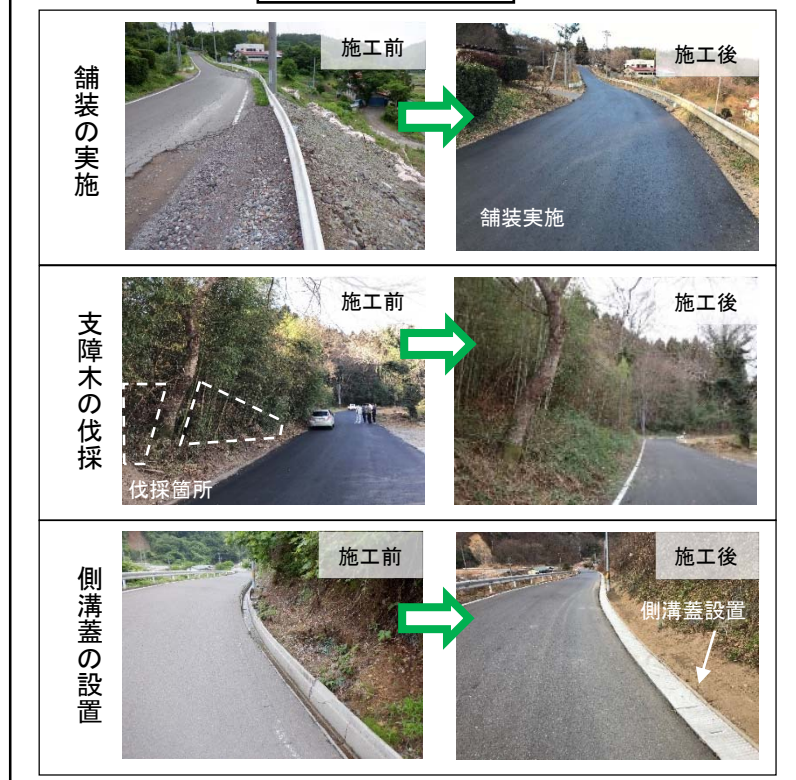 舗装の実施
施工前
施工後
舗装実施
支障木の伐採
施工前
施工後
伐採箇所
側溝蓋の設置
施工前
施工後
側溝蓋設置